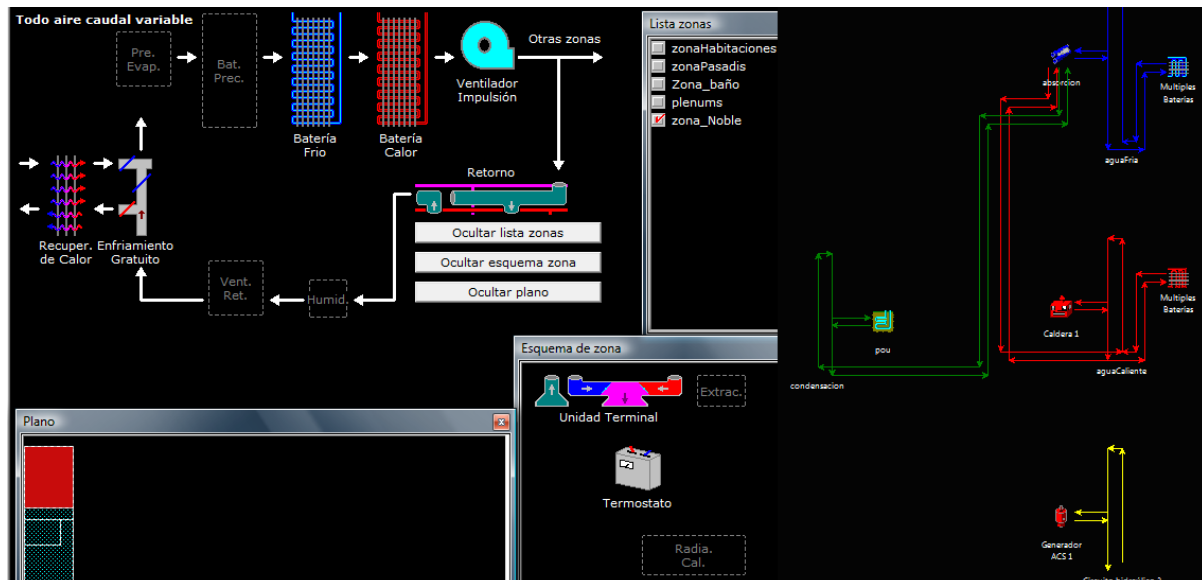 Todo aire caudal variable
Pre.
Evap.
Bat.
Prec.
Batería
Frio
Batería
Calor
Ventilador
Impulsión
Otras zonas
Retorno
Recuper.
de Calor
Enfriamiento
Gratuito
Vent.
Ret.
Humid.
Ocultar lista zonas
Ocultar esquema zona
Ocultar plano
Lista zonas
zonaHabitaciones
zonaPasadis
Zona_baño
plenums
zona_Noble
Esquema de zona
Unidad Terminal
Extrac.
Termostato
Radia.
Cal.
Plano
absorcion
Multiples
Baterías
aguaFria
Caldera 1
Multiples
Baterías
aguaCaliente
pou
condensacion
Generador
ACS 1